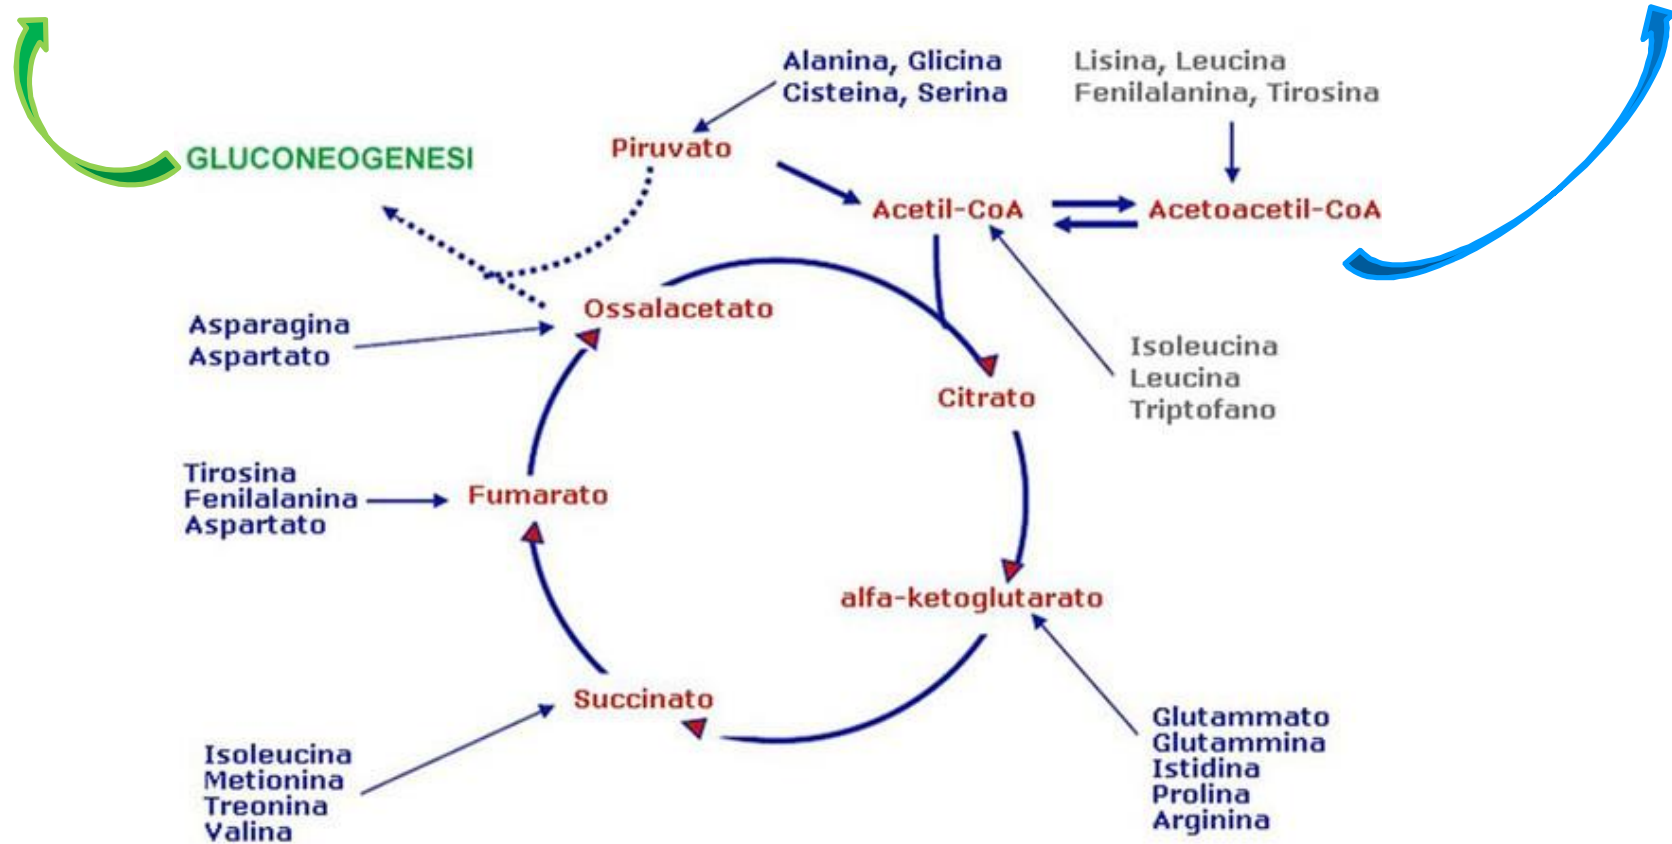 Alanina, Glicina
Cisteina, Serina
Lisina, Leucina
Fenilalanina, Tirosina
GLUCONEOGENESI
Piruvato
Acetil-CoA
Acetoacetil-CoA
Ossalacetato
Asparagina
Aspartato
Isoleucina
Leucina
Triptofano
Citrato
Tirosina
Fenilalanina
Aspartato
Fumarato
alfa-ketoglutarato
Succinato
Glutammato
Glutammina
Istidina
Prolina
Arginina
Isoleucina
Metionina
Treonina
Valina